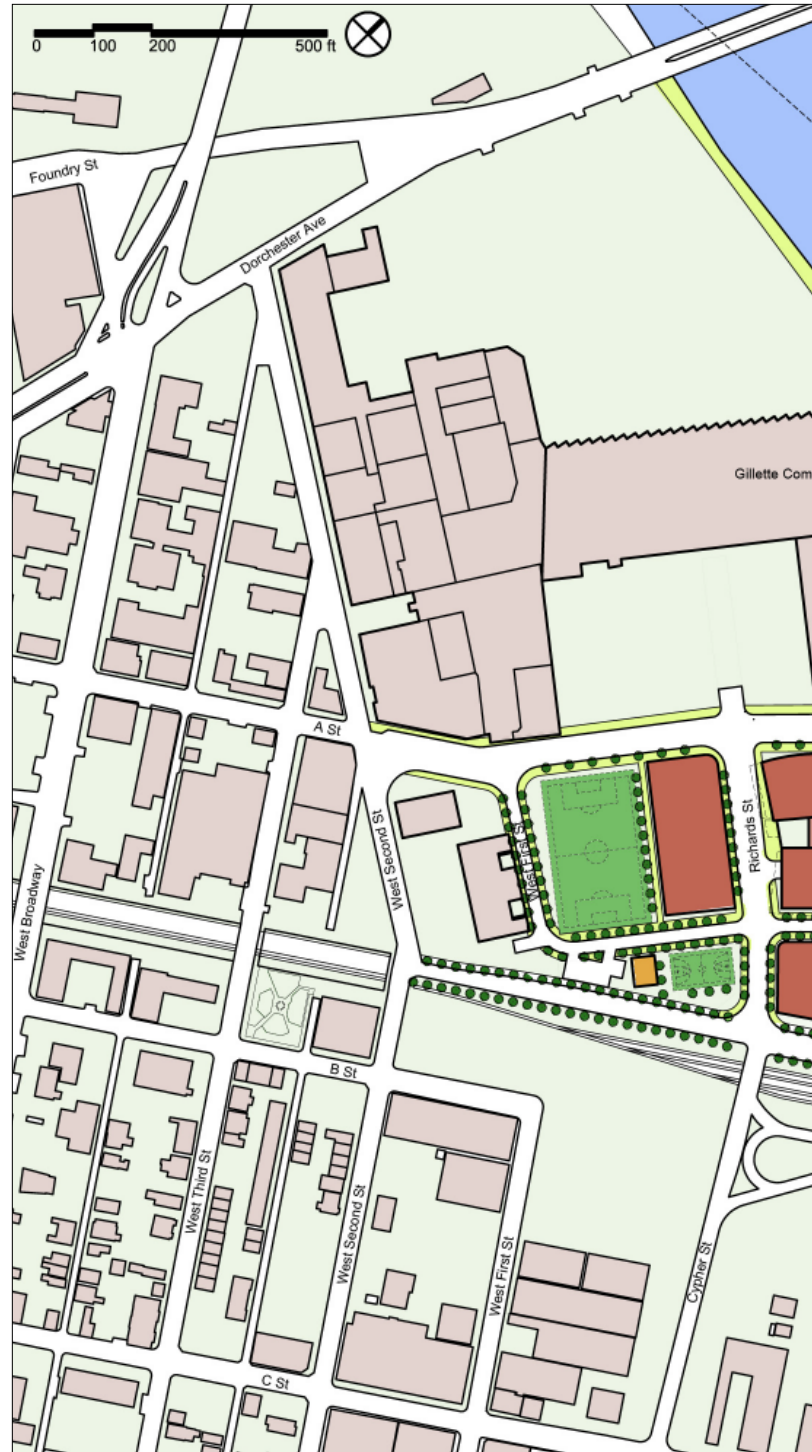 0 100 200 500 ft
Foundry St
Dorchester Ave
Gillette Com
A St
West Second St
West First St
Richards St
West Broadway
B St
West Third St
West Second St
West First St
Cypher St
C St